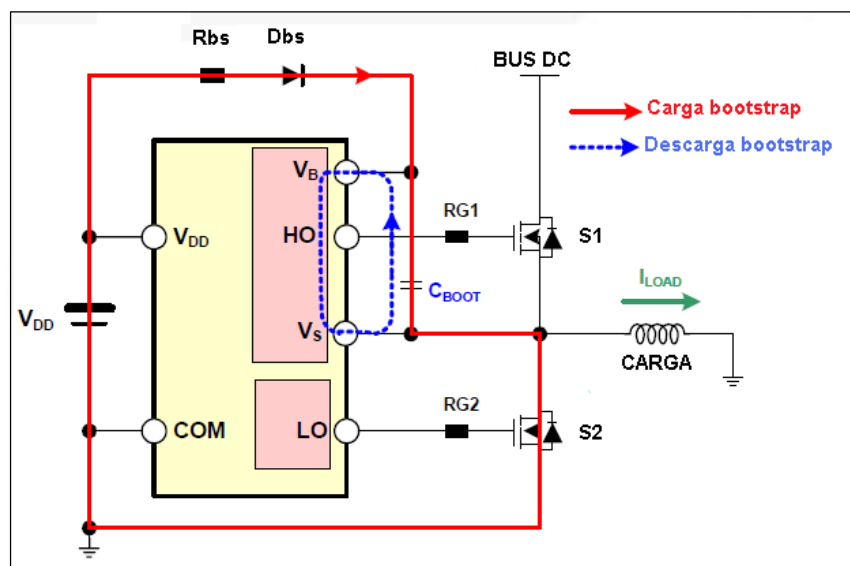 Rbs
Dbs
BUS DC
Carga bootstrap
Descarga bootstrap
VB
RG1
VDD
HO
S1
CBOOT
ILOAD
VDD
VS
CARGA
RG2
COM
LO
S2